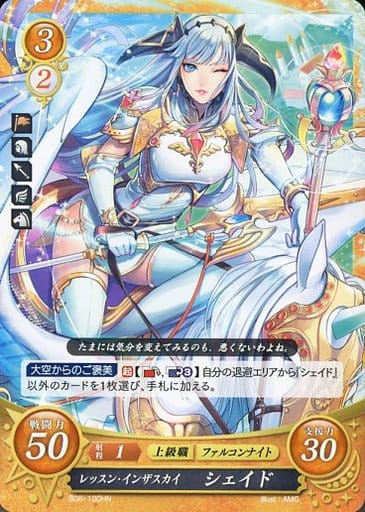 3
2
たまには気分を変えてみるのも、悪くないわよね。
大空からのご褒美 起【 , 3】自分の退避エリアから『シェイド』
以外のカードを1枚選び、手札に加える。
戦闘力
50
射程 1
上級職
ファルコンナイト
支援力
30
レッスン・インザスカイ シェイド
B08-100HN
Illust:AMG